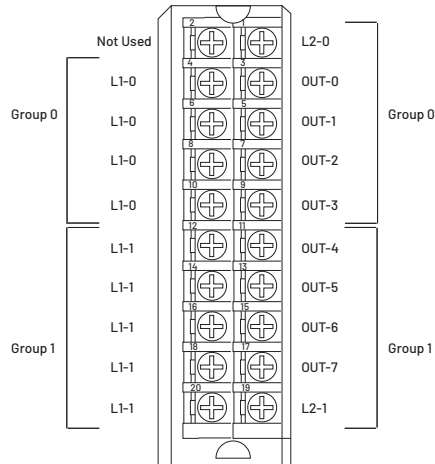 2 1
Not Used L2-0
4 3
L1-0 OUT-0
Group 0 Group 0
6 5
L1-0 OUT-1
8 7
L1-0 OUT-2
10 9
L1-0 OUT-3
12 11
L1-1 OUT-4
14 13
L1-1 OUT-5
16 15
L1-1 OUT-6
18 17
Group 1 L1-1 OUT-7 Group 1
20 19
L1-1 L2-1